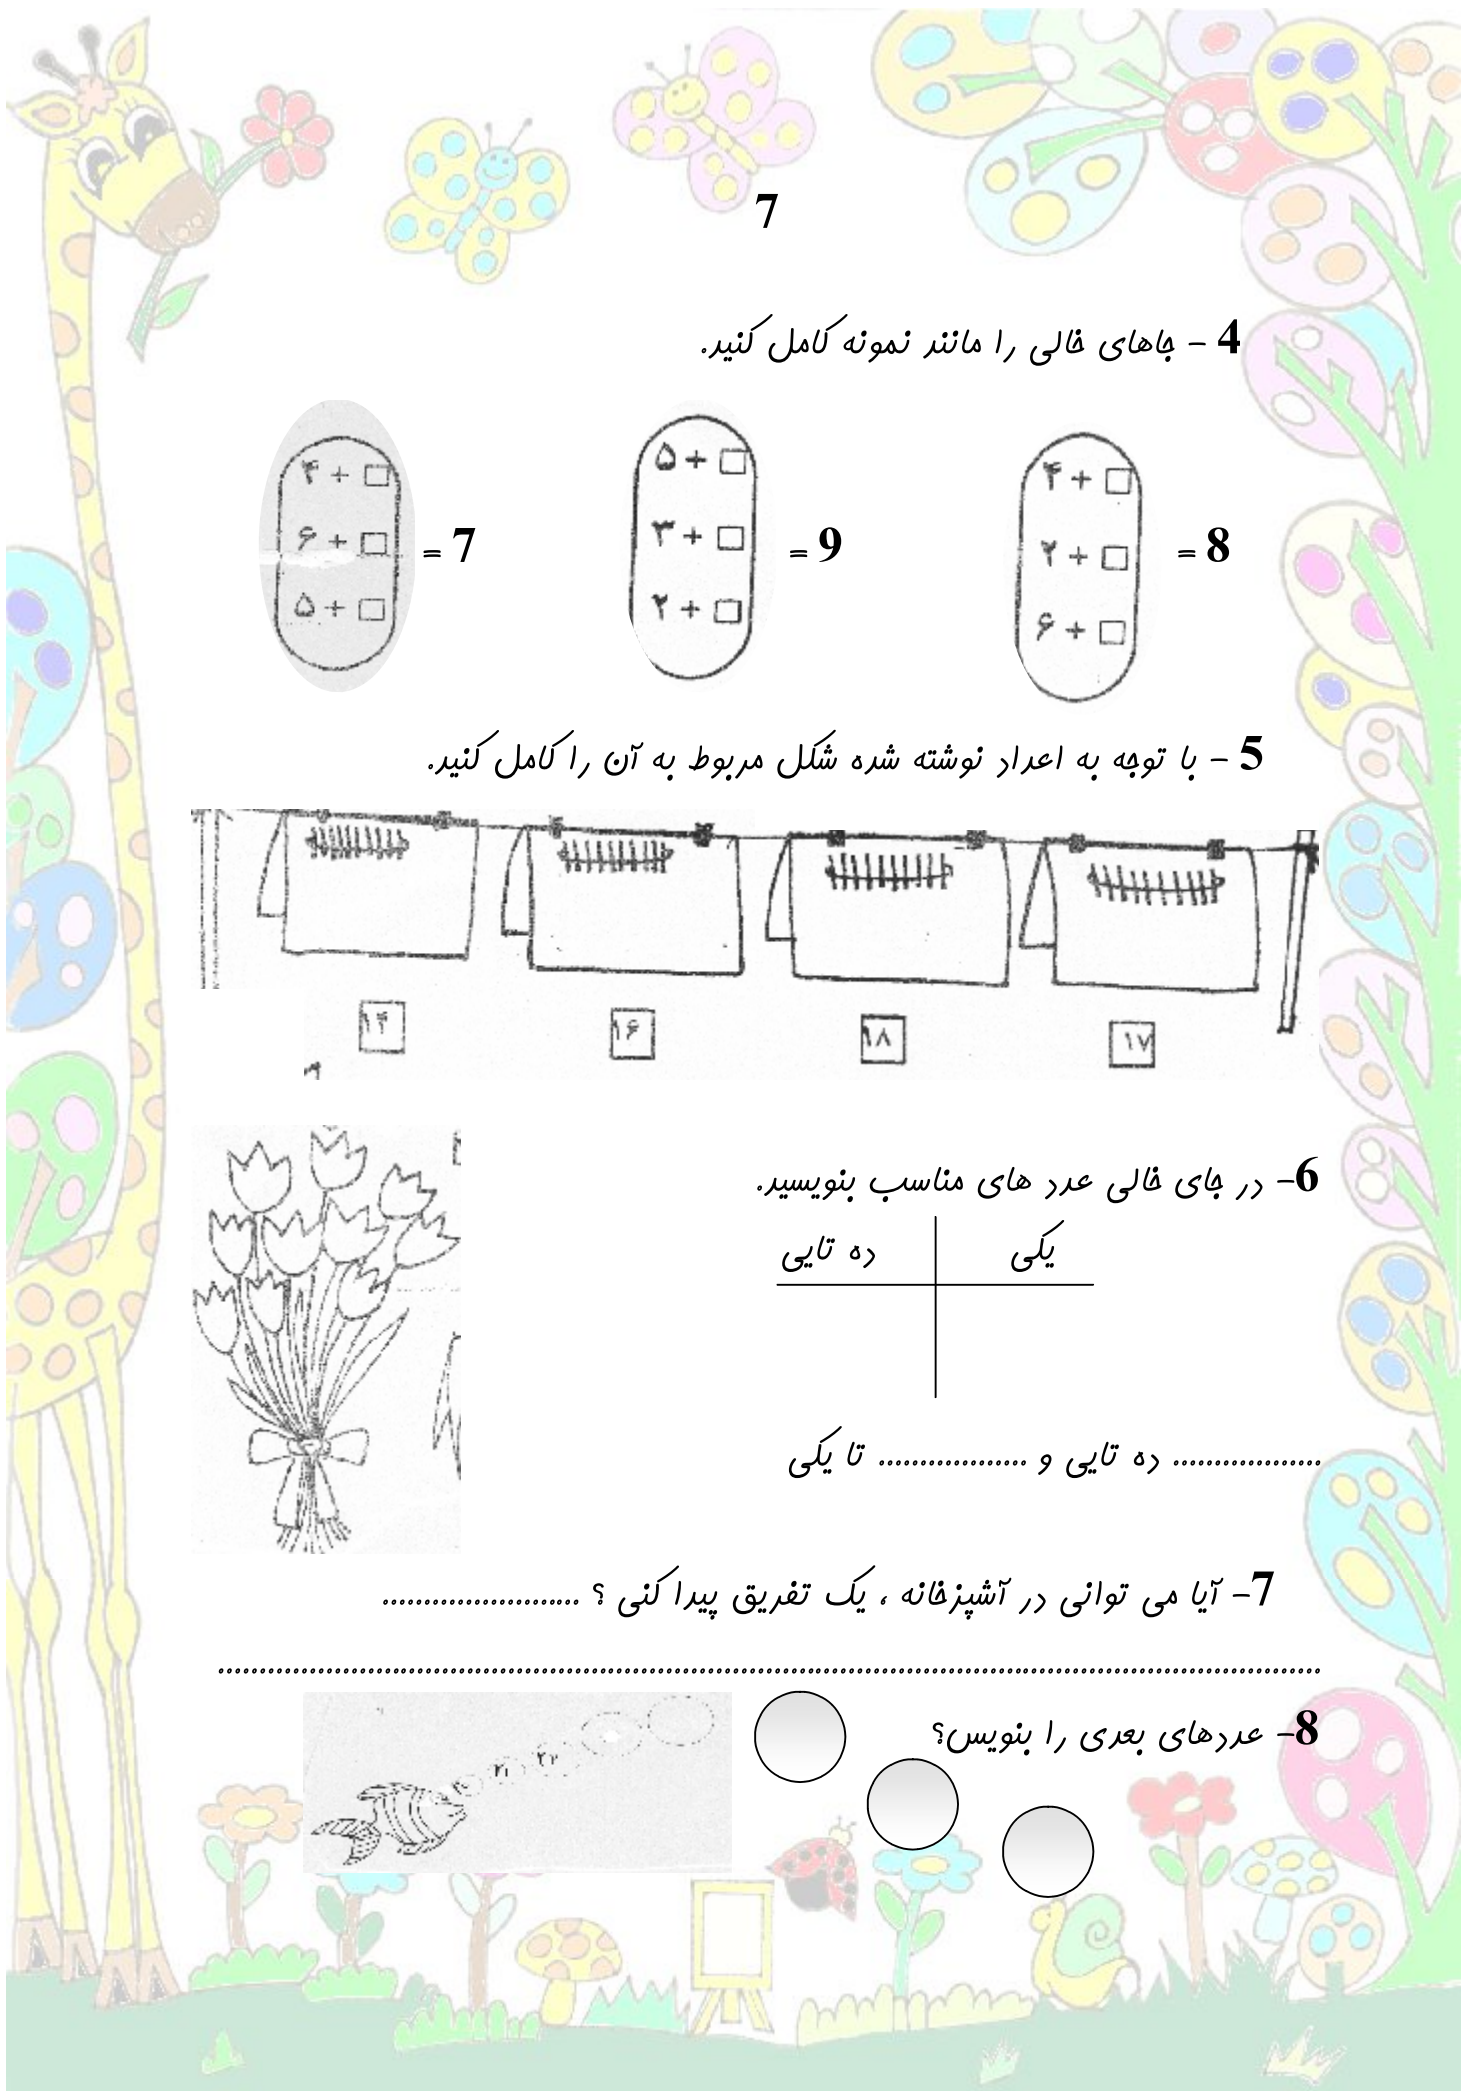 7
4 - جاهای خالی را مانند نمونه کامل کنید.
۴ + □
۲ + □
۶ + □
= 8
۵ + □
۳ + □
۲ + □
= 9
۴ + □
۶ + □
۵ + □
= 7
5 - با توجه به اعداد نوشته شده شکل مربوط به آن را کامل کنید.
۱۴ ۱۶ ۱۸ ۱۷
6- در جای خالی عدد های مناسب بنویسید.
ده تایی یکی
.................. ده تایی و .................. تا یکی
7- آیا می توانی در آشپزخانه ، یک تفریق پیدا کنی ؟ ........................
................................................................................
8- عددهای بعدی را بنویس؟